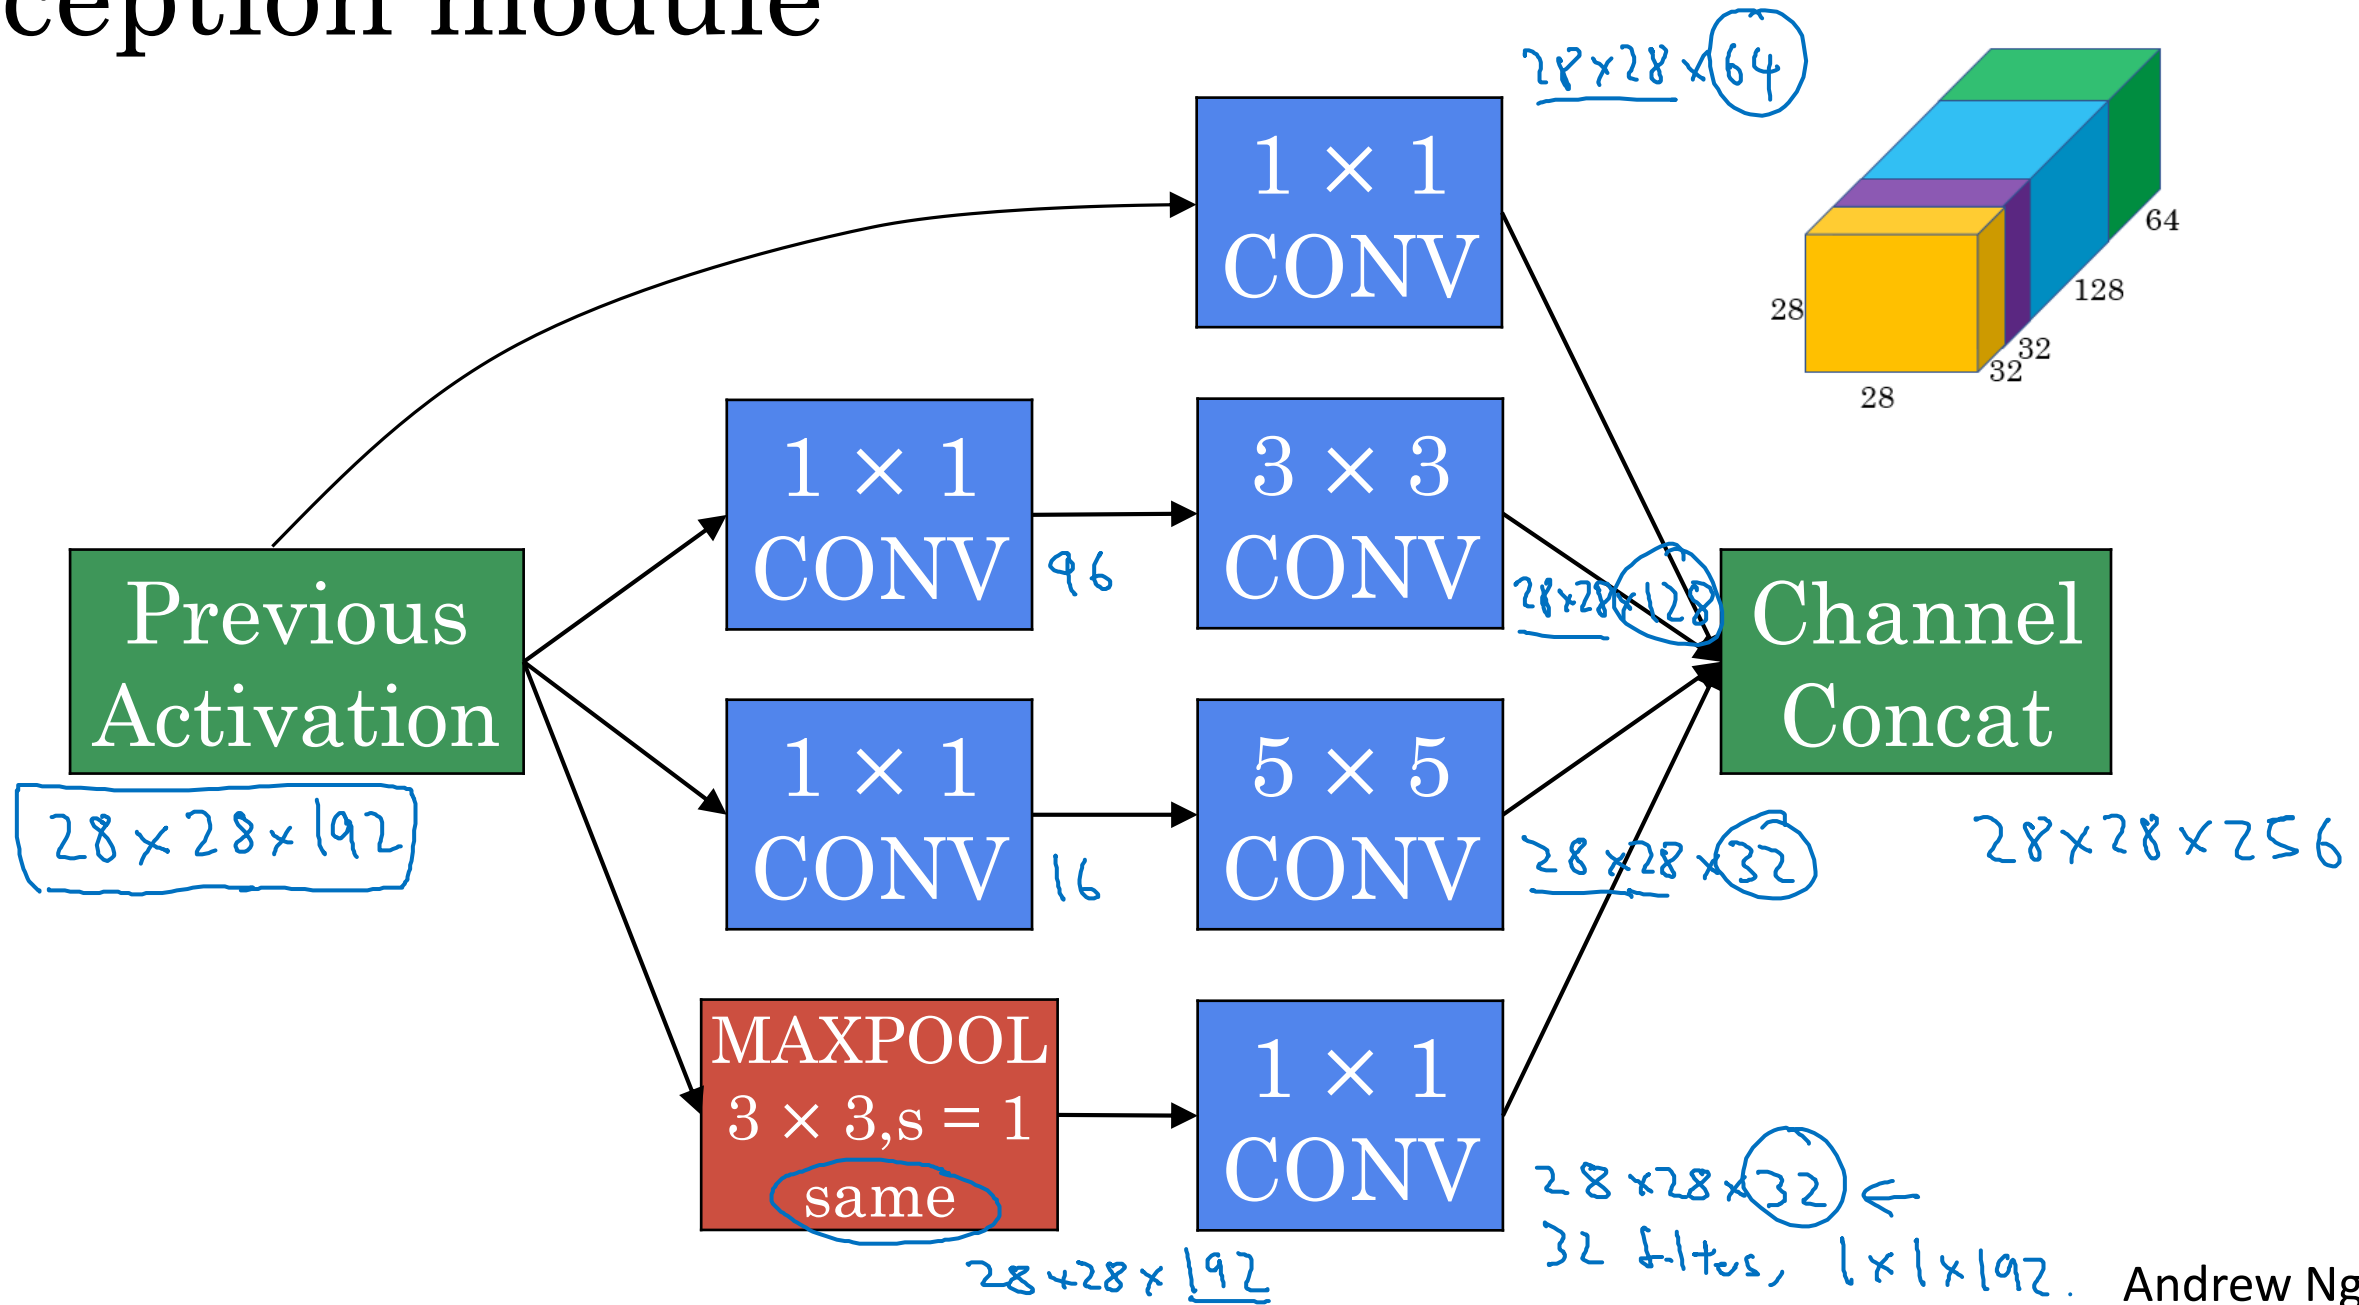 ception module
28×28×64
1 × 1
CONV
64
128
28
32
32
28
1 × 1
CONV
96
3 × 3
CONV
28×28×128
Previous
Activation
28×28×192
Channel
Concat
28×28×256
1 × 1
CONV
16
5 × 5
CONV
28×28×32
MAXPOOL
3 × 3,s = 1
same
28×28×192
1 × 1
CONV
28×28×32 ←
32 filters, 1×1×192.
Andrew Ng